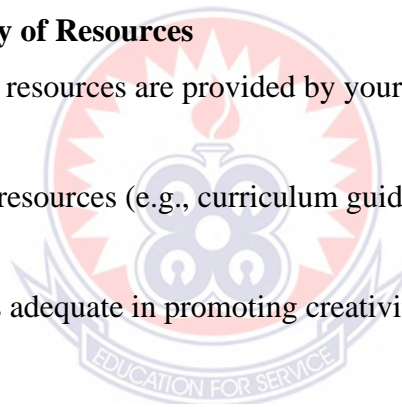 y of Resources
resources are provided by your
resources (e.g., curriculum guid
adequate in promoting creativi
EDUCATION FOR SERVICE